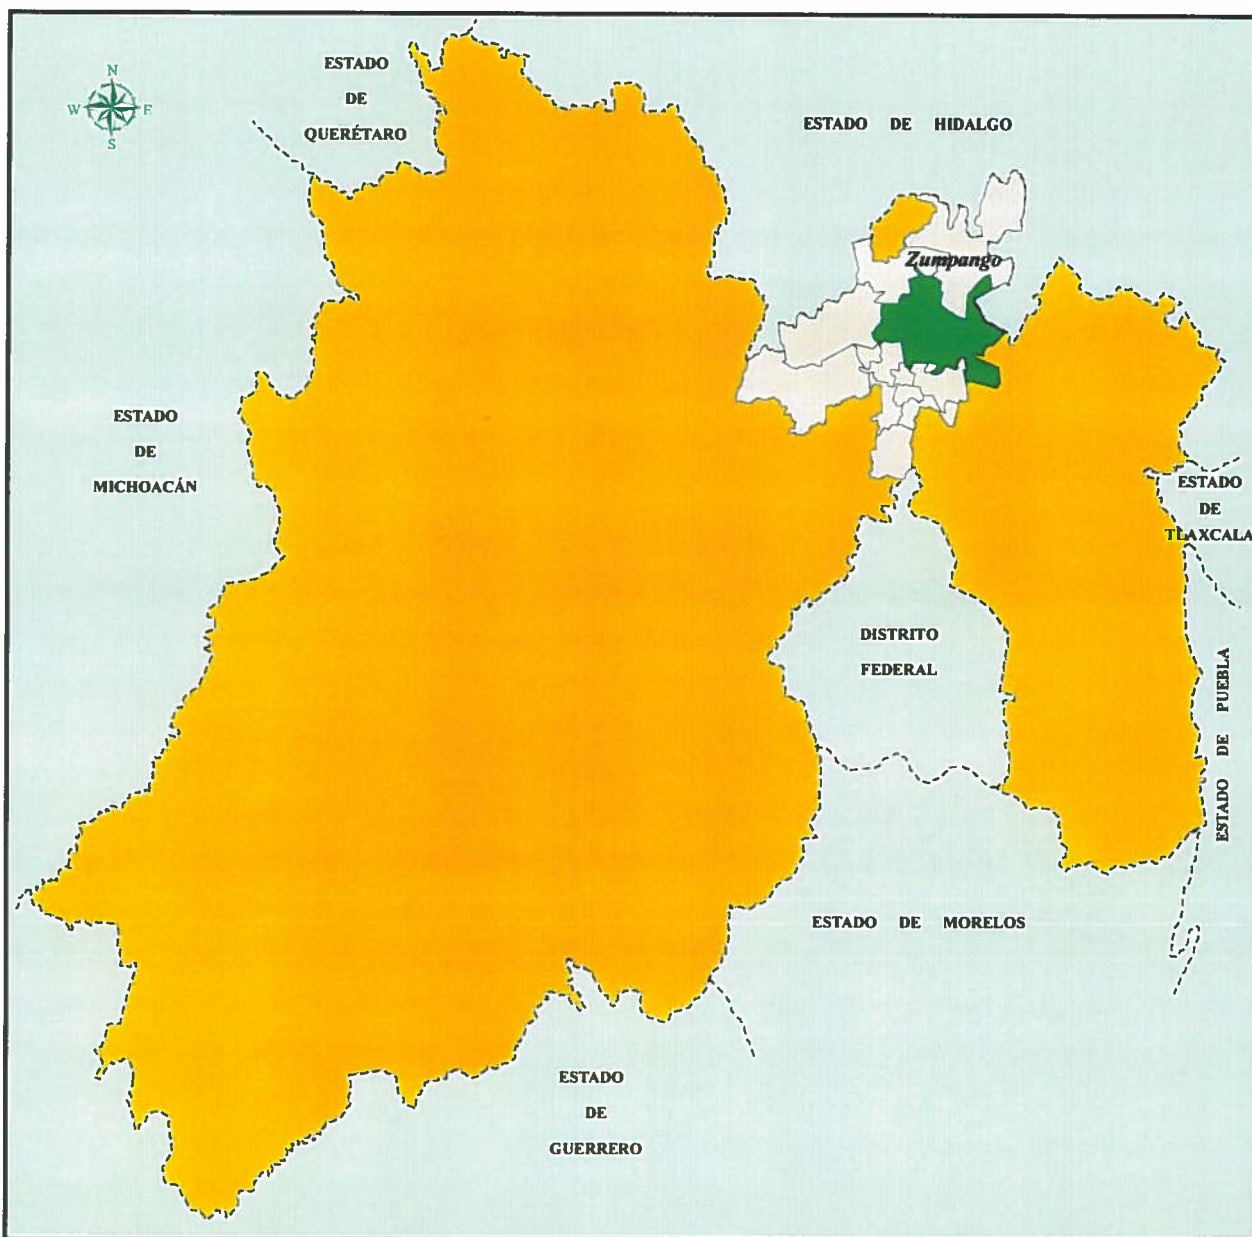 N
W E
S
ESTADO
DE
QUERÉTARO
ESTADO DE HIDALGO
Zumpango
ESTADO
DE
MICHOACÁN
ESTADO
DE
TLAXCALA
DISTRITO
FEDERAL
ESTADO DE PUEBLA
ESTADO DE MORELOS
ESTADO
DE
GUERRERO